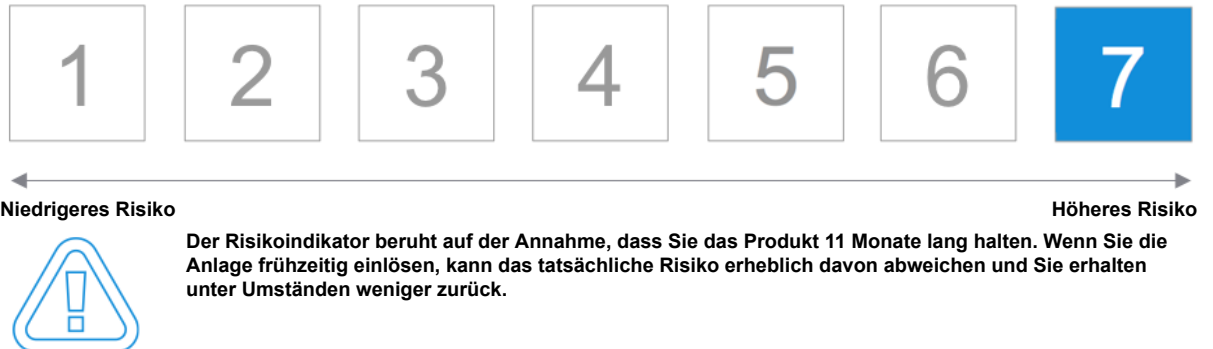 1 2 3 4 5 6 7
Niedrigeres Risiko Höheres Risiko
Der Risikoindikator beruht auf der Annahme, dass Sie das Produkt 11 Monate lang halten. Wenn Sie die
Anlage frühzeitig einlösen, kann das tatsächliche Risiko erheblich davon abweichen und Sie erhalten
unter Umständen weniger zurück.